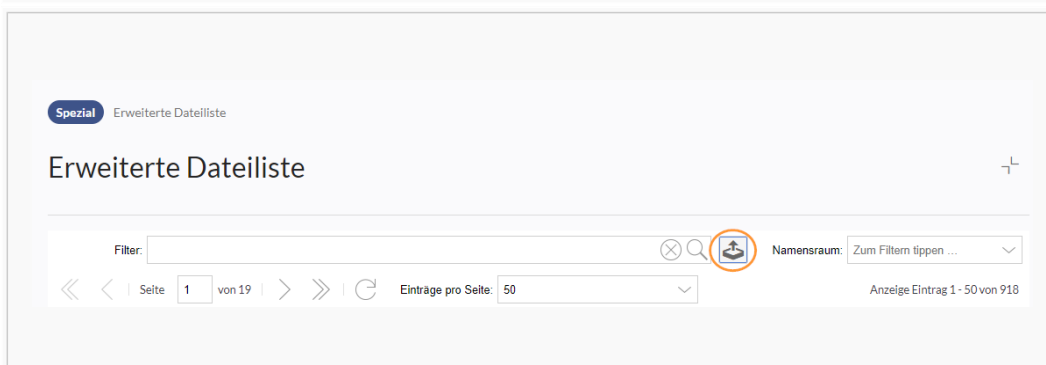 Spezial Erweiterte Dateiliste
Erweiterte Dateiliste
Filter: Namensraum: Zum Filtern tippen ...
Seite 1 von 19 Einträge pro Seite: 50 Anzeige Eintrag 1 - 50 von 918